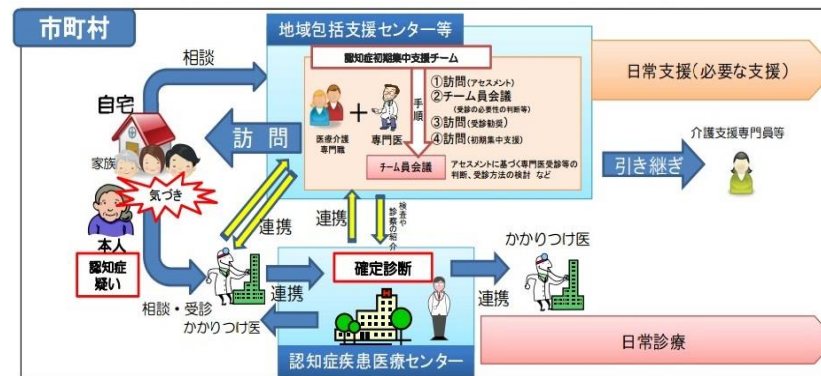 市町村
地域包括支援センター等
認知症初期集中支援チーム
相談
自宅
家族
気づき
本人
認知症
疑い
訪問
医療介護
専門職
専門医
手順
①訪問(アセスメント)
②チーム員会議
(受診の必要性の判断等)
③訪問(受診勧奨)
④訪問(初期集中支援)
チーム員会議
アセスメントに基づく専門医受診等の
判断、受診方法の検討 など
日常支援(必要な支援)
介護支援専門員等
引き継ぎ
連携
連携
検査や
診察の紹介
相談・受診
かかりつけ医
連携
確定診断
認知症疾患医療センター
連携
かかりつけ医
日常診療